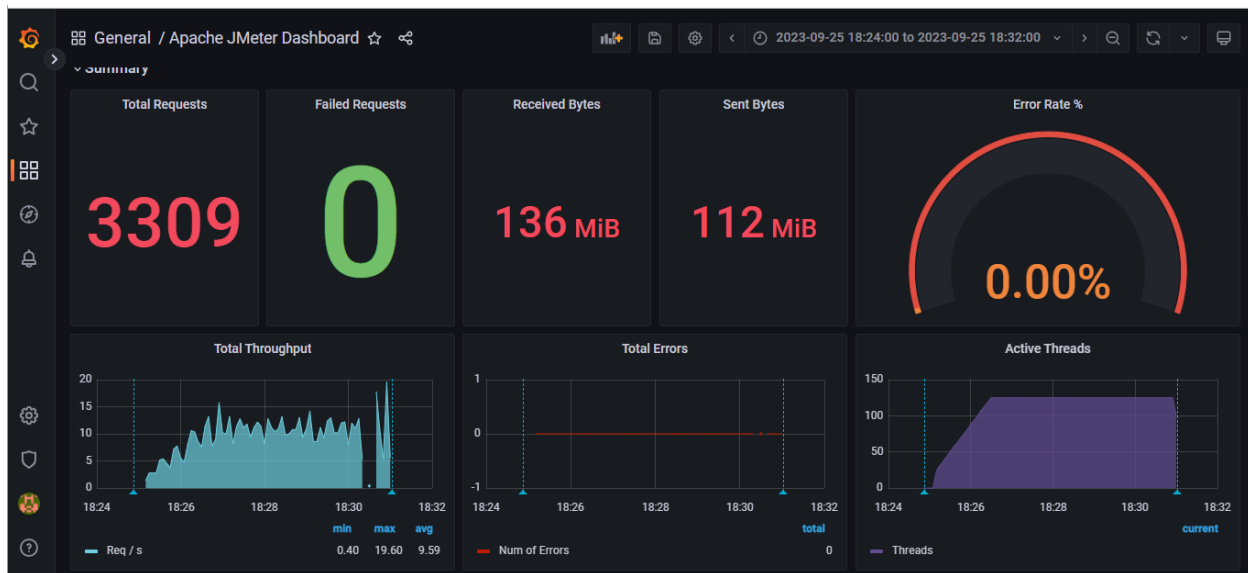 General / Apache JMeter Dashboard
2023-09-25 18:24:00 to 2023-09-25 18:32:00
Summary
Total Requests
3309
Failed Requests
0
Received Bytes
136 MiB
Sent Bytes
112 MiB
Error Rate %
0.00%
Total Throughput
20
15
10
5
0
18:24 18:26 18:28 18:30 18:32
min max avg
Req / s 0.40 19.60 9.59
Total Errors
1
0
-1
18:24 18:26 18:28 18:30 18:32
total
Num of Errors 0
Active Threads
150
100
50
0
18:24 18:26 18:28 18:30 18:32
current
Threads